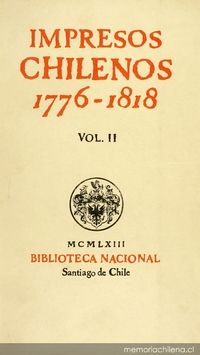 IMPRESOS
CHILENOS
1776-1818
VOL. II
MCMLXIII
BIBLIOTECA NACIONAL
Santiago de Chile
memoriachilena.cl